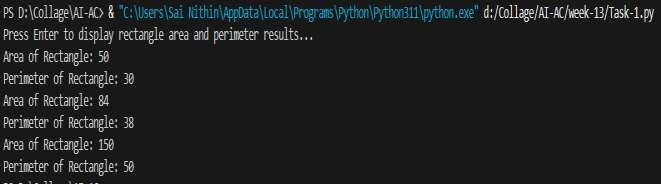 PS D:\Collage\AI-AC> & "C:\Users\Sai Nithin\AppData\Local\Programs\Python\Python311\python.exe" d:/Collage/AI-AC/week-13/Task-1.py
Press Enter to display rectangle area and perimeter results...
Area of Rectangle: 50
Perimeter of Rectangle: 30
Area of Rectangle: 84
Perimeter of Rectangle: 38
Area of Rectangle: 150
Perimeter of Rectangle: 50